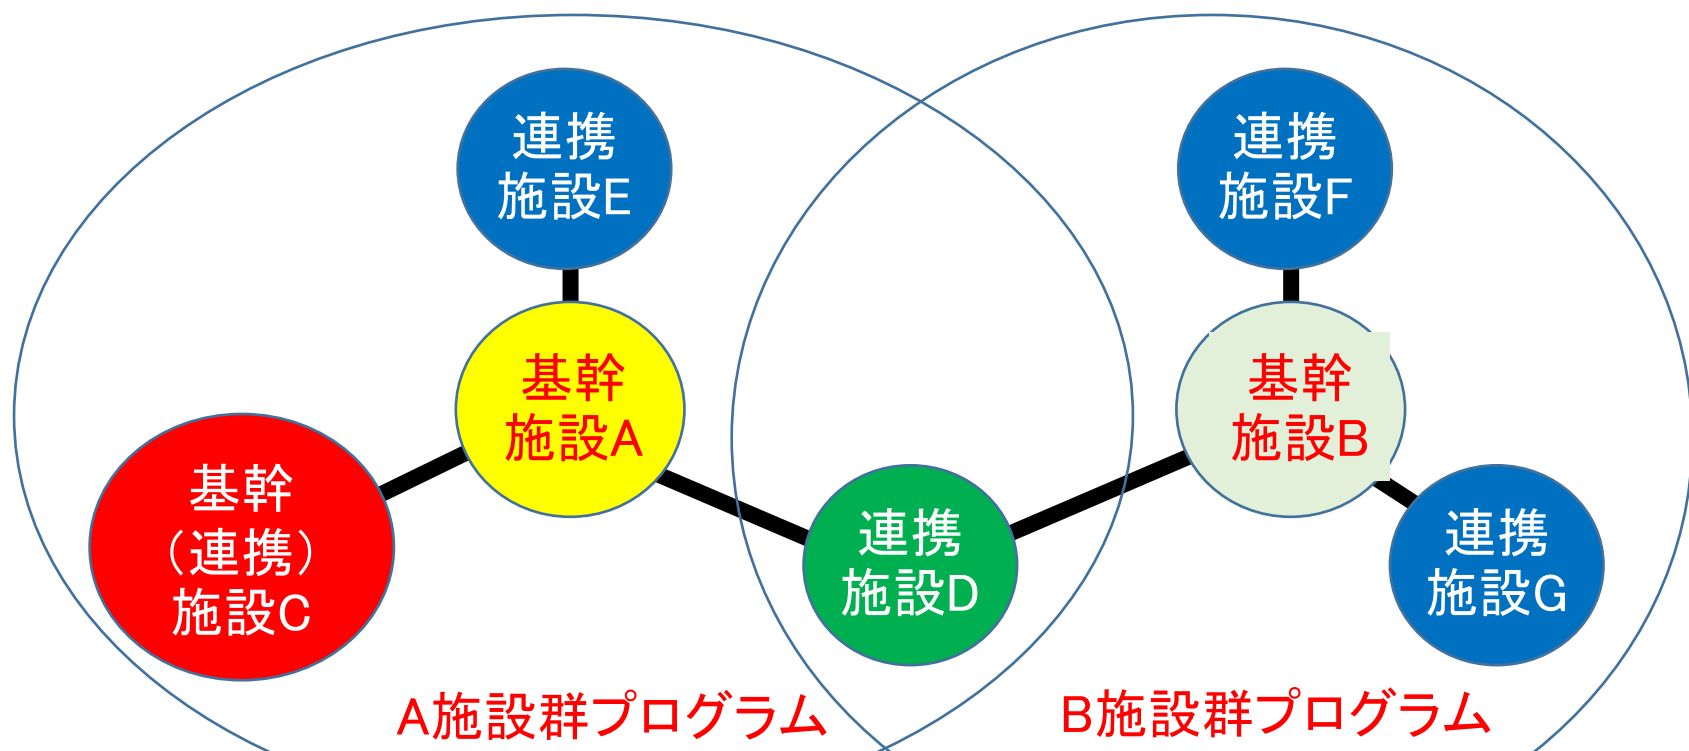 連携
施設E
連携
施設F
基幹
施設A
基幹
施設B
基幹
（連携）
施設C
連携
施設D
連携
施設G
A施設群プログラム
B施設群プログラム